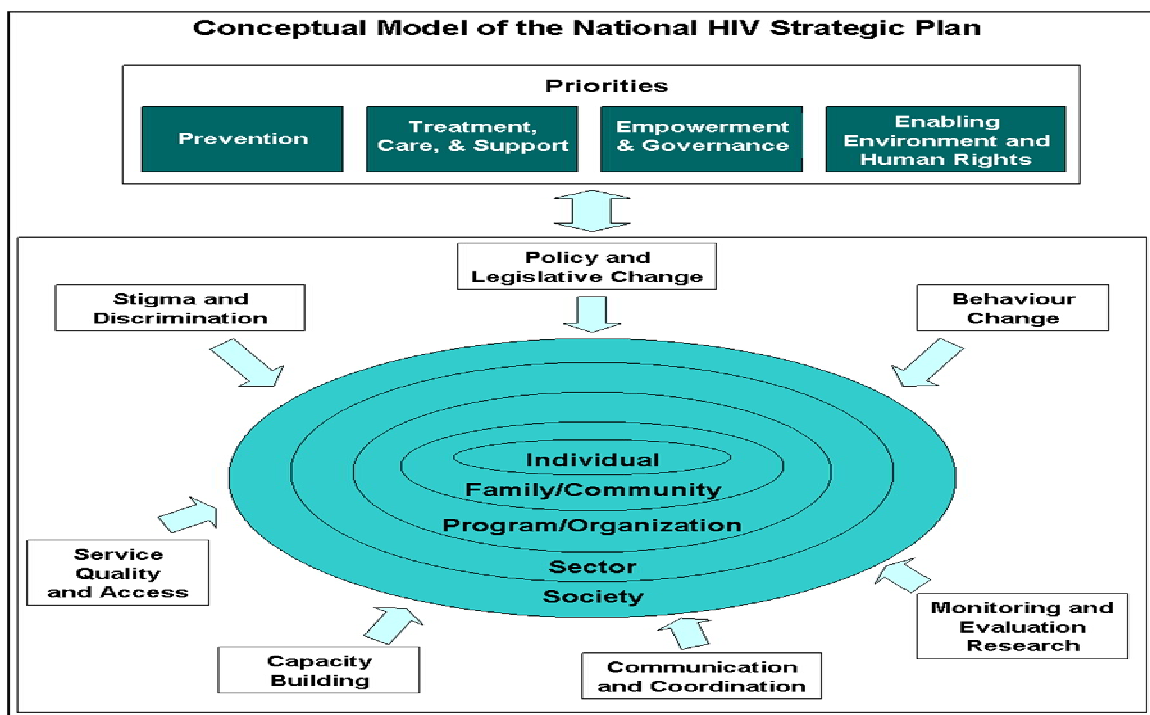 Conceptual Model of the National HIV Strategic Plan
Priorities
Prevention
Treatment,
Care, & Support
Empowerment
& Governance
Enabling
Environment and
Human Rights
Policy and
Legislative Change
Stigma and
Discrimination
Behaviour
Change
Individual
Family/Community
Program/Organization
Sector
Society
Service
Quality
and Access
Monitoring and
Evaluation
Research
Capacity
Building
Communication
and Coordination